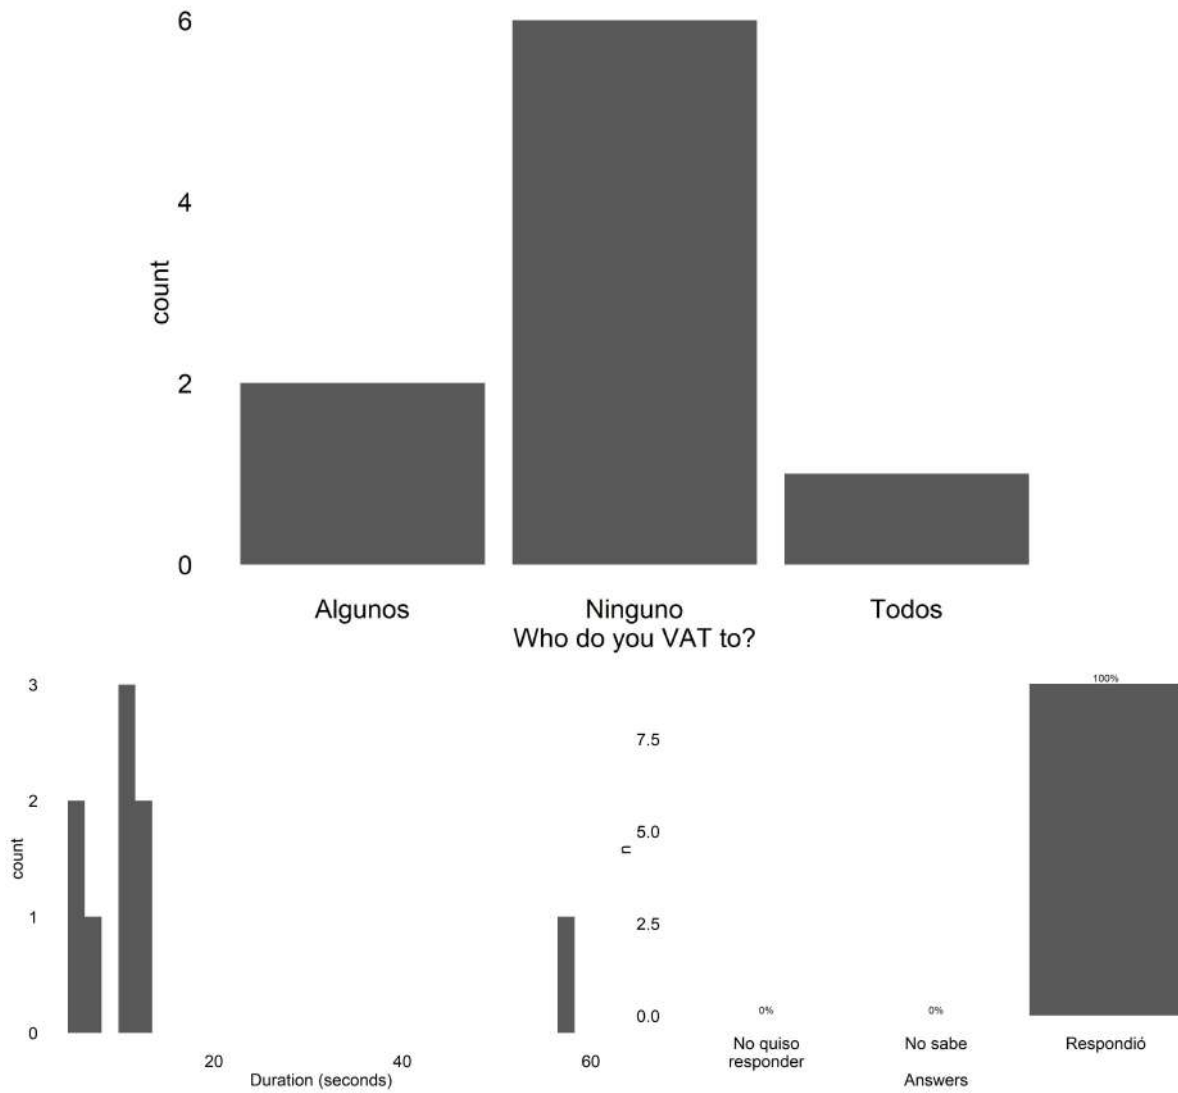 6
4
count
2
0
Algunos
Ninguno
Todos
Who do you VAT to?
3
2
count
1
0
20
40
60
Duration (seconds)
100%
7.5
5.0
n
2.5
0.0
0%
0%
No quiso
responder
No sabe
Respondió
Answers